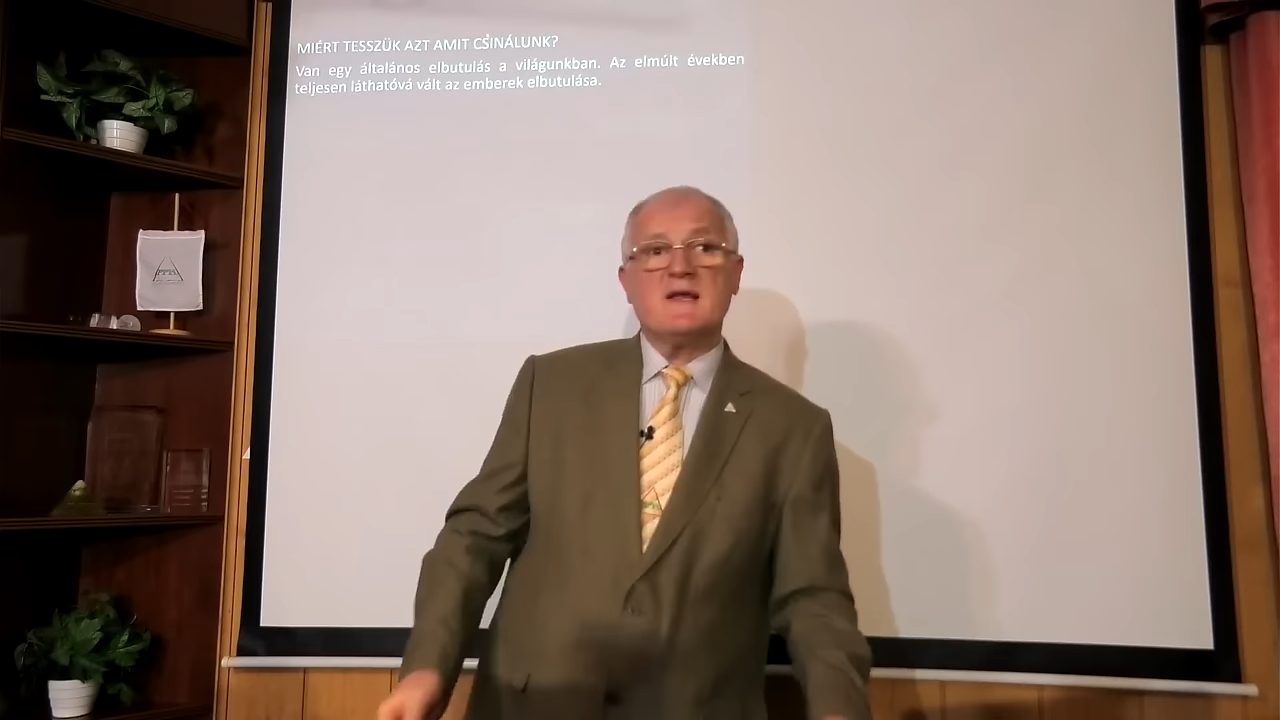 MIÉRT TESSZÜK AZT AMIT CSINÁLUNK?
Van egy általános elbutulás a világunkban. Az elmúlt években
teljesen láthatóvá vált az emberek elbutulása.